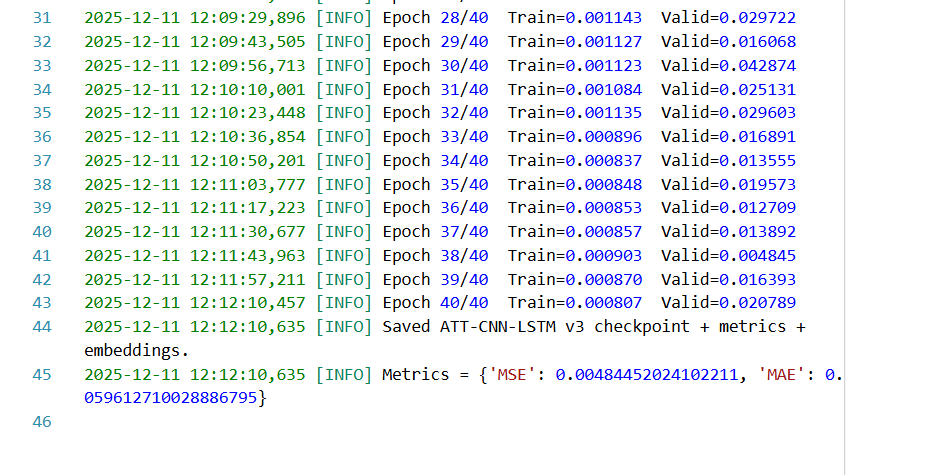 31 2025-12-11 12:09:29,896 [INFO] Epoch 28/40  Train=0.001143  Valid=0.029722
32 2025-12-11 12:09:43,505 [INFO] Epoch 29/40  Train=0.001127  Valid=0.016068
33 2025-12-11 12:09:56,713 [INFO] Epoch 30/40  Train=0.001123  Valid=0.042874
34 2025-12-11 12:10:10,001 [INFO] Epoch 31/40  Train=0.001084  Valid=0.025131
35 2025-12-11 12:10:23,448 [INFO] Epoch 32/40  Train=0.001135  Valid=0.029603
36 2025-12-11 12:10:36,854 [INFO] Epoch 33/40  Train=0.000896  Valid=0.016891
37 2025-12-11 12:10:50,201 [INFO] Epoch 34/40  Train=0.000837  Valid=0.013555
38 2025-12-11 12:11:03,777 [INFO] Epoch 35/40  Train=0.000848  Valid=0.019573
39 2025-12-11 12:11:17,223 [INFO] Epoch 36/40  Train=0.000853  Valid=0.012709
40 2025-12-11 12:11:30,677 [INFO] Epoch 37/40  Train=0.000857  Valid=0.013892
41 2025-12-11 12:11:43,963 [INFO] Epoch 38/40  Train=0.000903  Valid=0.004845
42 2025-12-11 12:11:57,211 [INFO] Epoch 39/40  Train=0.000870  Valid=0.016393
43 2025-12-11 12:12:10,457 [INFO] Epoch 40/40  Train=0.000807  Valid=0.020789
44 2025-12-11 12:12:10,635 [INFO] Saved ATT-CNN-LSTM v3 checkpoint + metrics +
embeddings.
45 2025-12-11 12:12:10,635 [INFO] Metrics = {'MSE': 0.00484452024102211, 'MAE': 0.
059612710028886795}
46